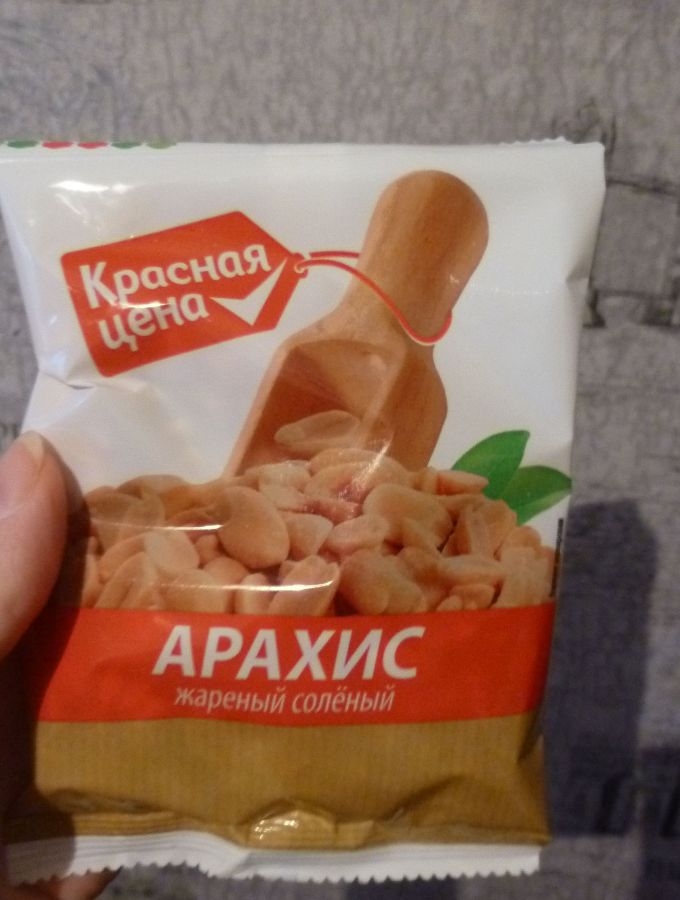 Красная
цена
АРАХИС
жареный солёный